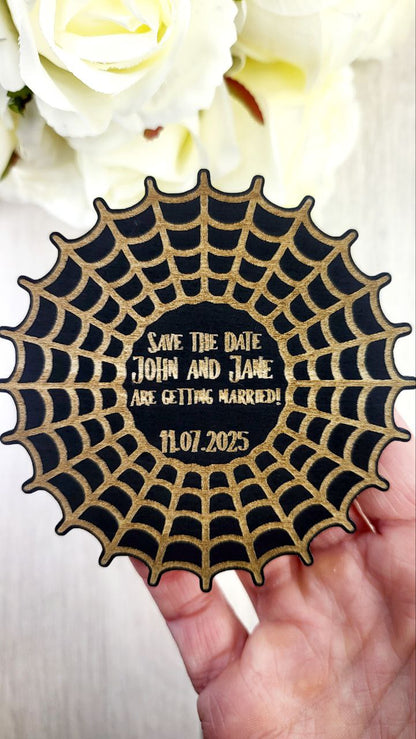 Save The Date
John and Jane
are getting married!
11.07.2025